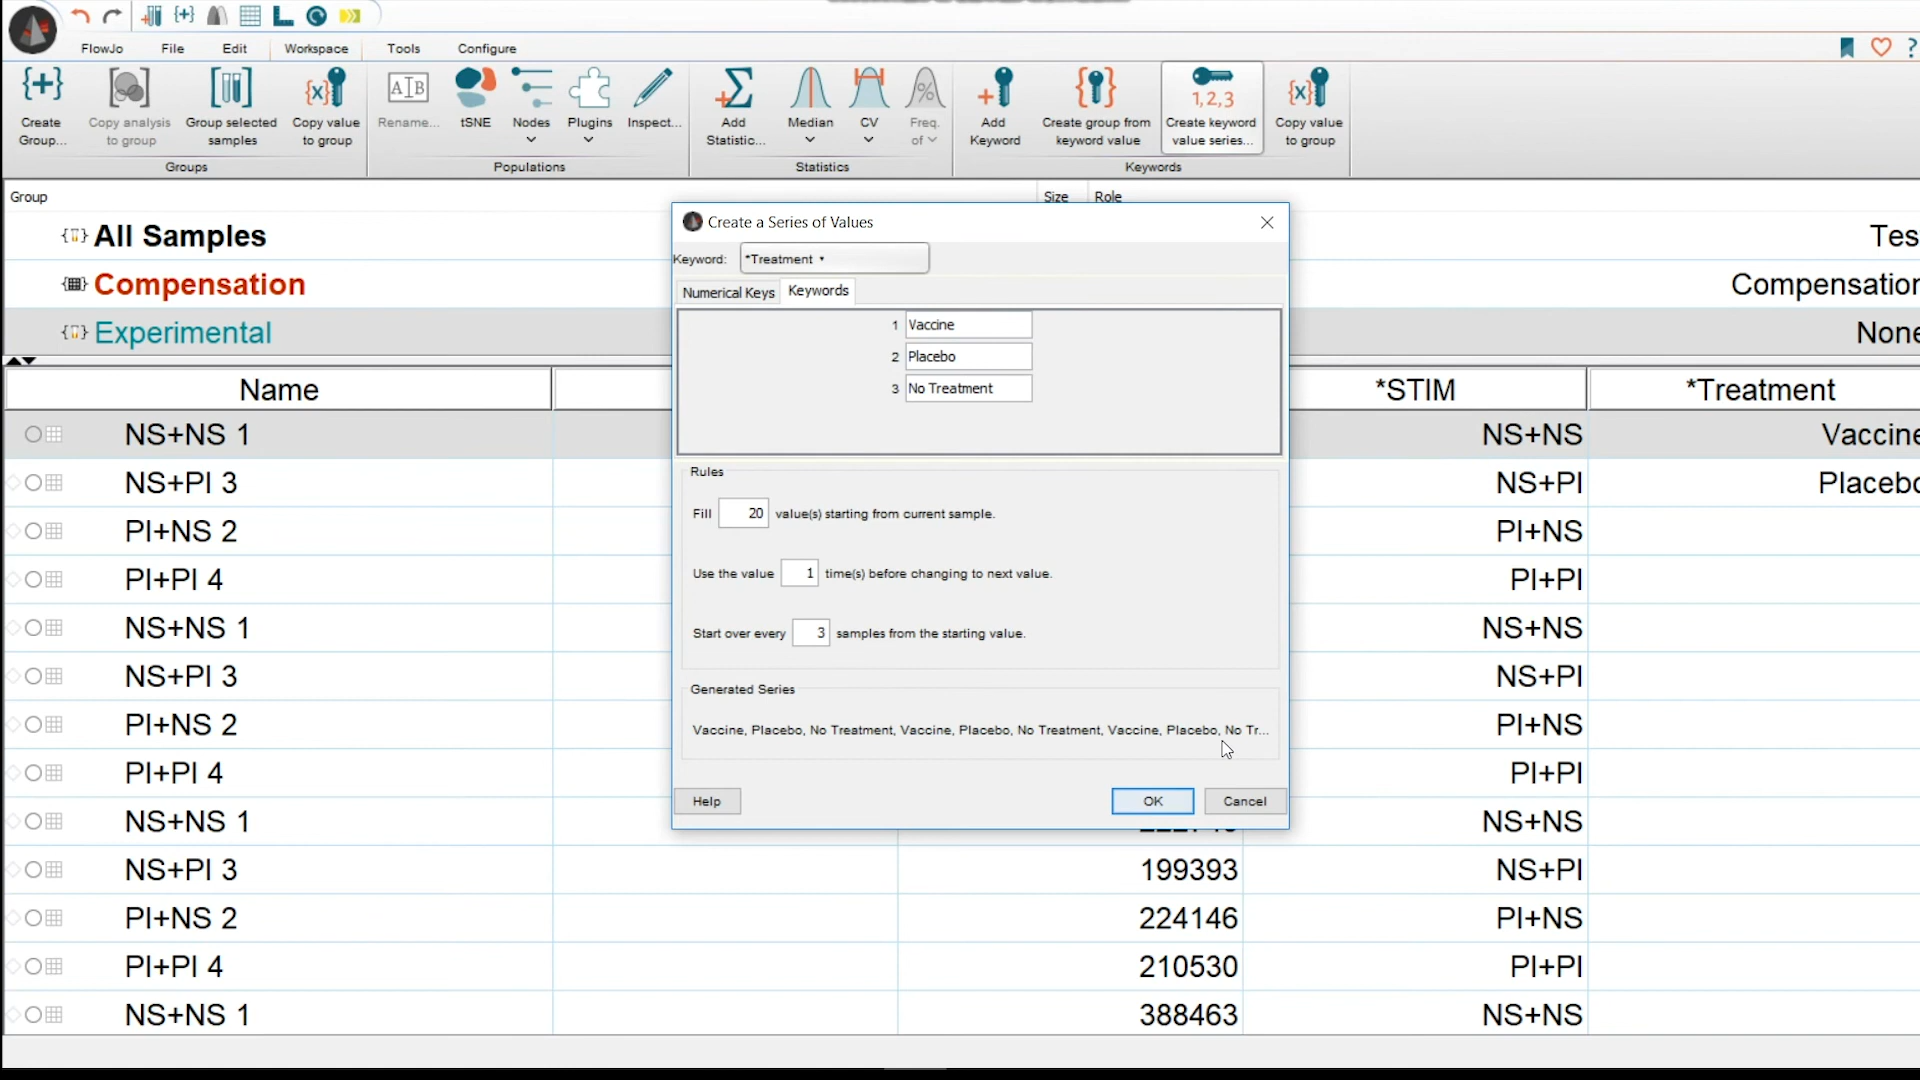 FlowJo File Edit Workspace Tools Configure ?
Create Group... Copy analysis to group Group selected samples Copy value to group Rename... tSNE Nodes Plugins Inspect... Add Statistic... Median CV Freq. of Add Keyword Create group from keyword value Create keyword value series... Copy value to group
Groups Populations Statistics Keywords
Group Size Role
All Samples Tes
Compensation Compensation
Experimental None
Create a Series of Values
Keyword: *Treatment
Numerical Keys Keywords
1 Vaccine
2 Placebo
3 No Treatment
Rules
Fill 20 value(s) starting from current sample.
Use the value 1 time(s) before changing to next value.
Start over every 3 samples from the starting value.
Generated Series
Vaccine, Placebo, No Treatment, Vaccine, Placebo, No Treatment, Vaccine, Placebo, No Tr...
Help OK Cancel
Name *STIM *Treatment
NS+NS 1 NS+NS Vaccine
NS+PI 3 NS+PI Placebo
PI+NS 2 PI+NS
PI+PI 4 PI+PI
NS+NS 1 NS+NS
NS+PI 3 NS+PI
PI+NS 2 PI+NS
PI+PI 4 PI+PI
NS+NS 1 NS+NS
NS+PI 3 199393 NS+PI
PI+NS 2 224146 PI+NS
PI+PI 4 210530 PI+PI
NS+NS 1 388463 NS+NS